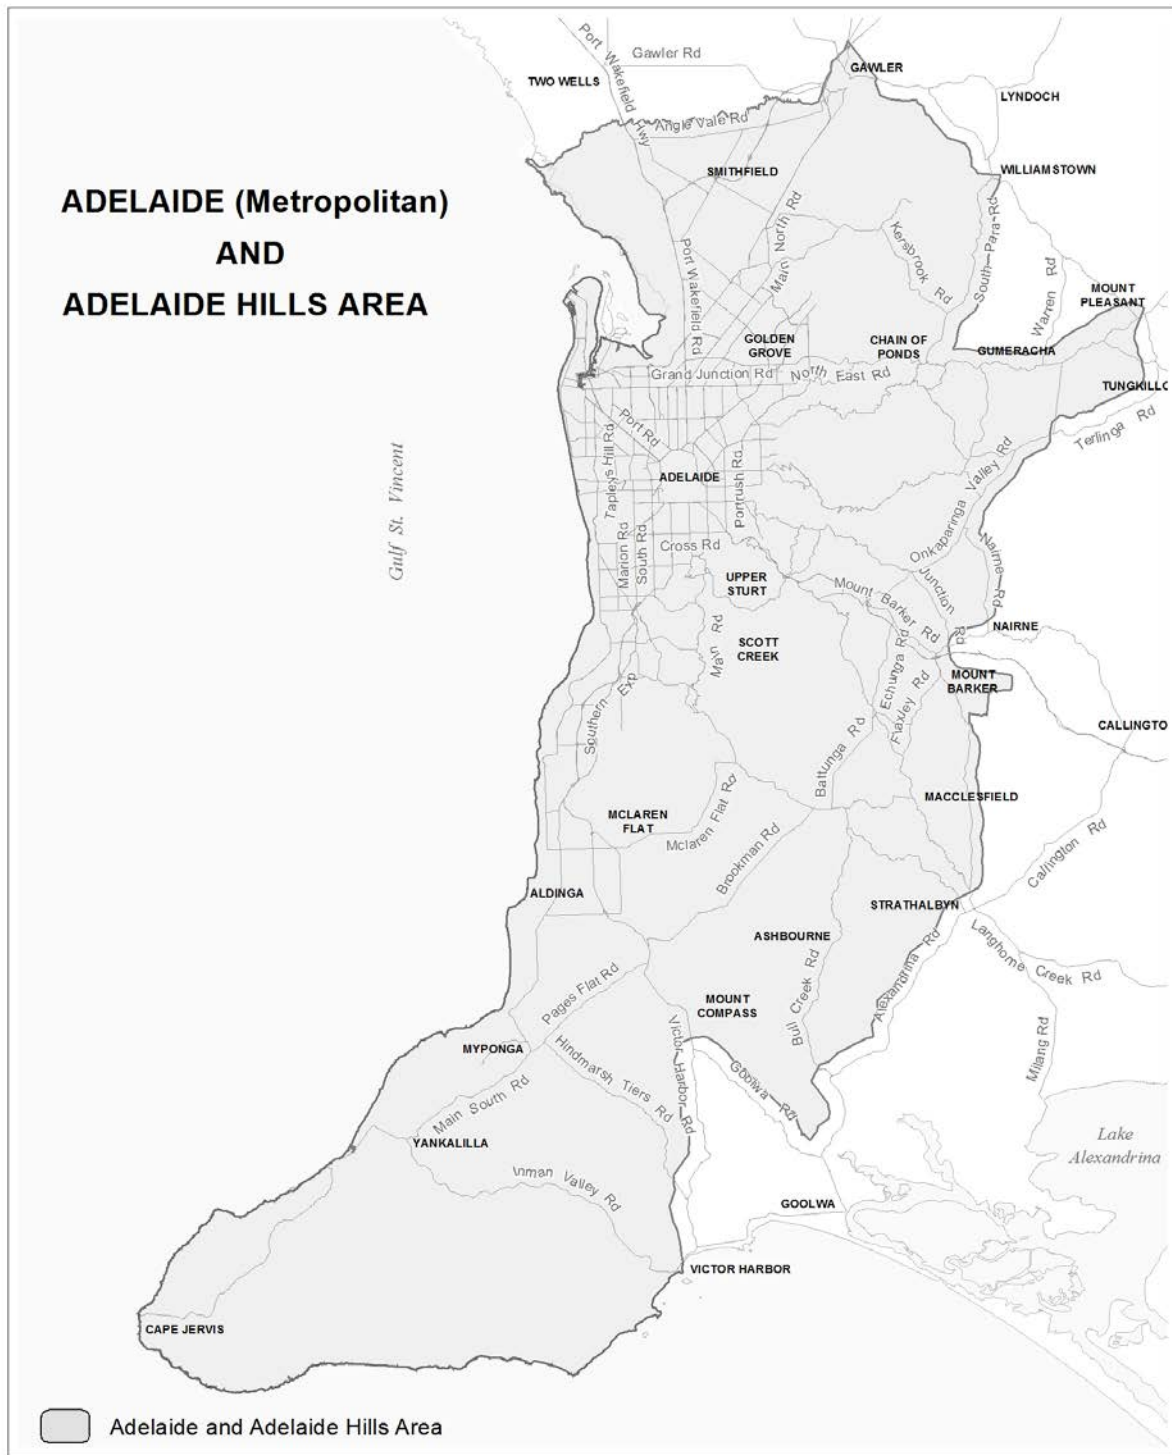 Gawler Rd
Port Wakefield Hwy
GAWLER
TWO WELLS
LYNDOCH
Angle Vale Rd
SMITHFIELD
WILLIAMSTOWN
ADELAIDE (Metropolitan)
AND
ADELAIDE HILLS AREA
Main North Rd
Kersbrook Rd
South Para Rd
Port Wakefield Rd
Warren Rd
MOUNT
PLEASANT
GOLDEN
GROVE
CHAIN OF
PONDS
GUMERACHA
Grand Junction Rd
North East Rd
TUNGKILLO
Terlinga Rd
Port Rd
Tapleys Hill Rd
Gulf St. Vincent
ADELAIDE
Portrush Rd
Onkaparinga Valley Rd
Marion Rd
South Rd
Cross Rd
Nairne Rd
Junction Rd
UPPER
STURT
Mount Barker Rd
NAIRNE
SCOTT
CREEK
Main Rd
Echunga Rd
Flaxley Rd
MOUNT
BARKER
Southern Exp
CALLINGTO
Battunga Rd
MACCLESFIELD
MCLAREN
FLAT
Mclaren Flat Rd
Brookman Rd
Callington Rd
ALDINGA
STRATHALBYN
ASHBOURNE
Langhorne Creek Rd
Bull Creek Rd
Alexandrina Rd
Pages Flat Rd
MOUNT
COMPASS
Milang Rd
MYPONGA
Hindmarsh Tiers Rd
Victor Harbor Rd
Goolwa Rd
Main South Rd
YANKALILLA
Lake
Alexandrina
Inman Valley Rd
GOOLWA
VICTOR HARBOR
CAPE JERVIS
Adelaide and Adelaide Hills Area